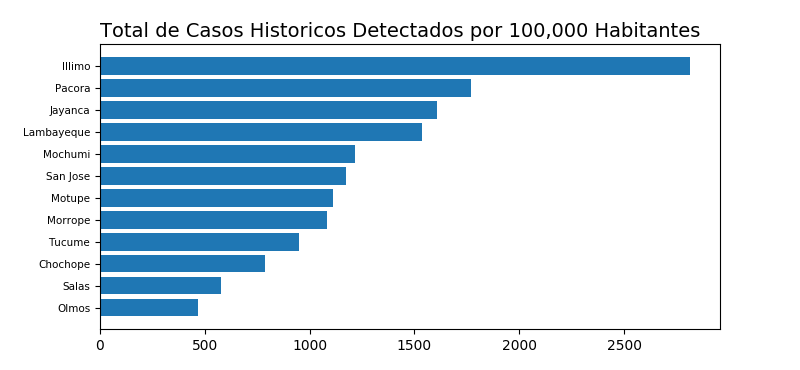 Total de Casos Historicos Detectados por 100,000 Habitantes
Illimo
Pacora
Jayanca
Lambayeque
Mochumi
San Jose
Motupe
Morrope
Tucume
Chochope
Salas
Olmos
0 500 1000 1500 2000 2500